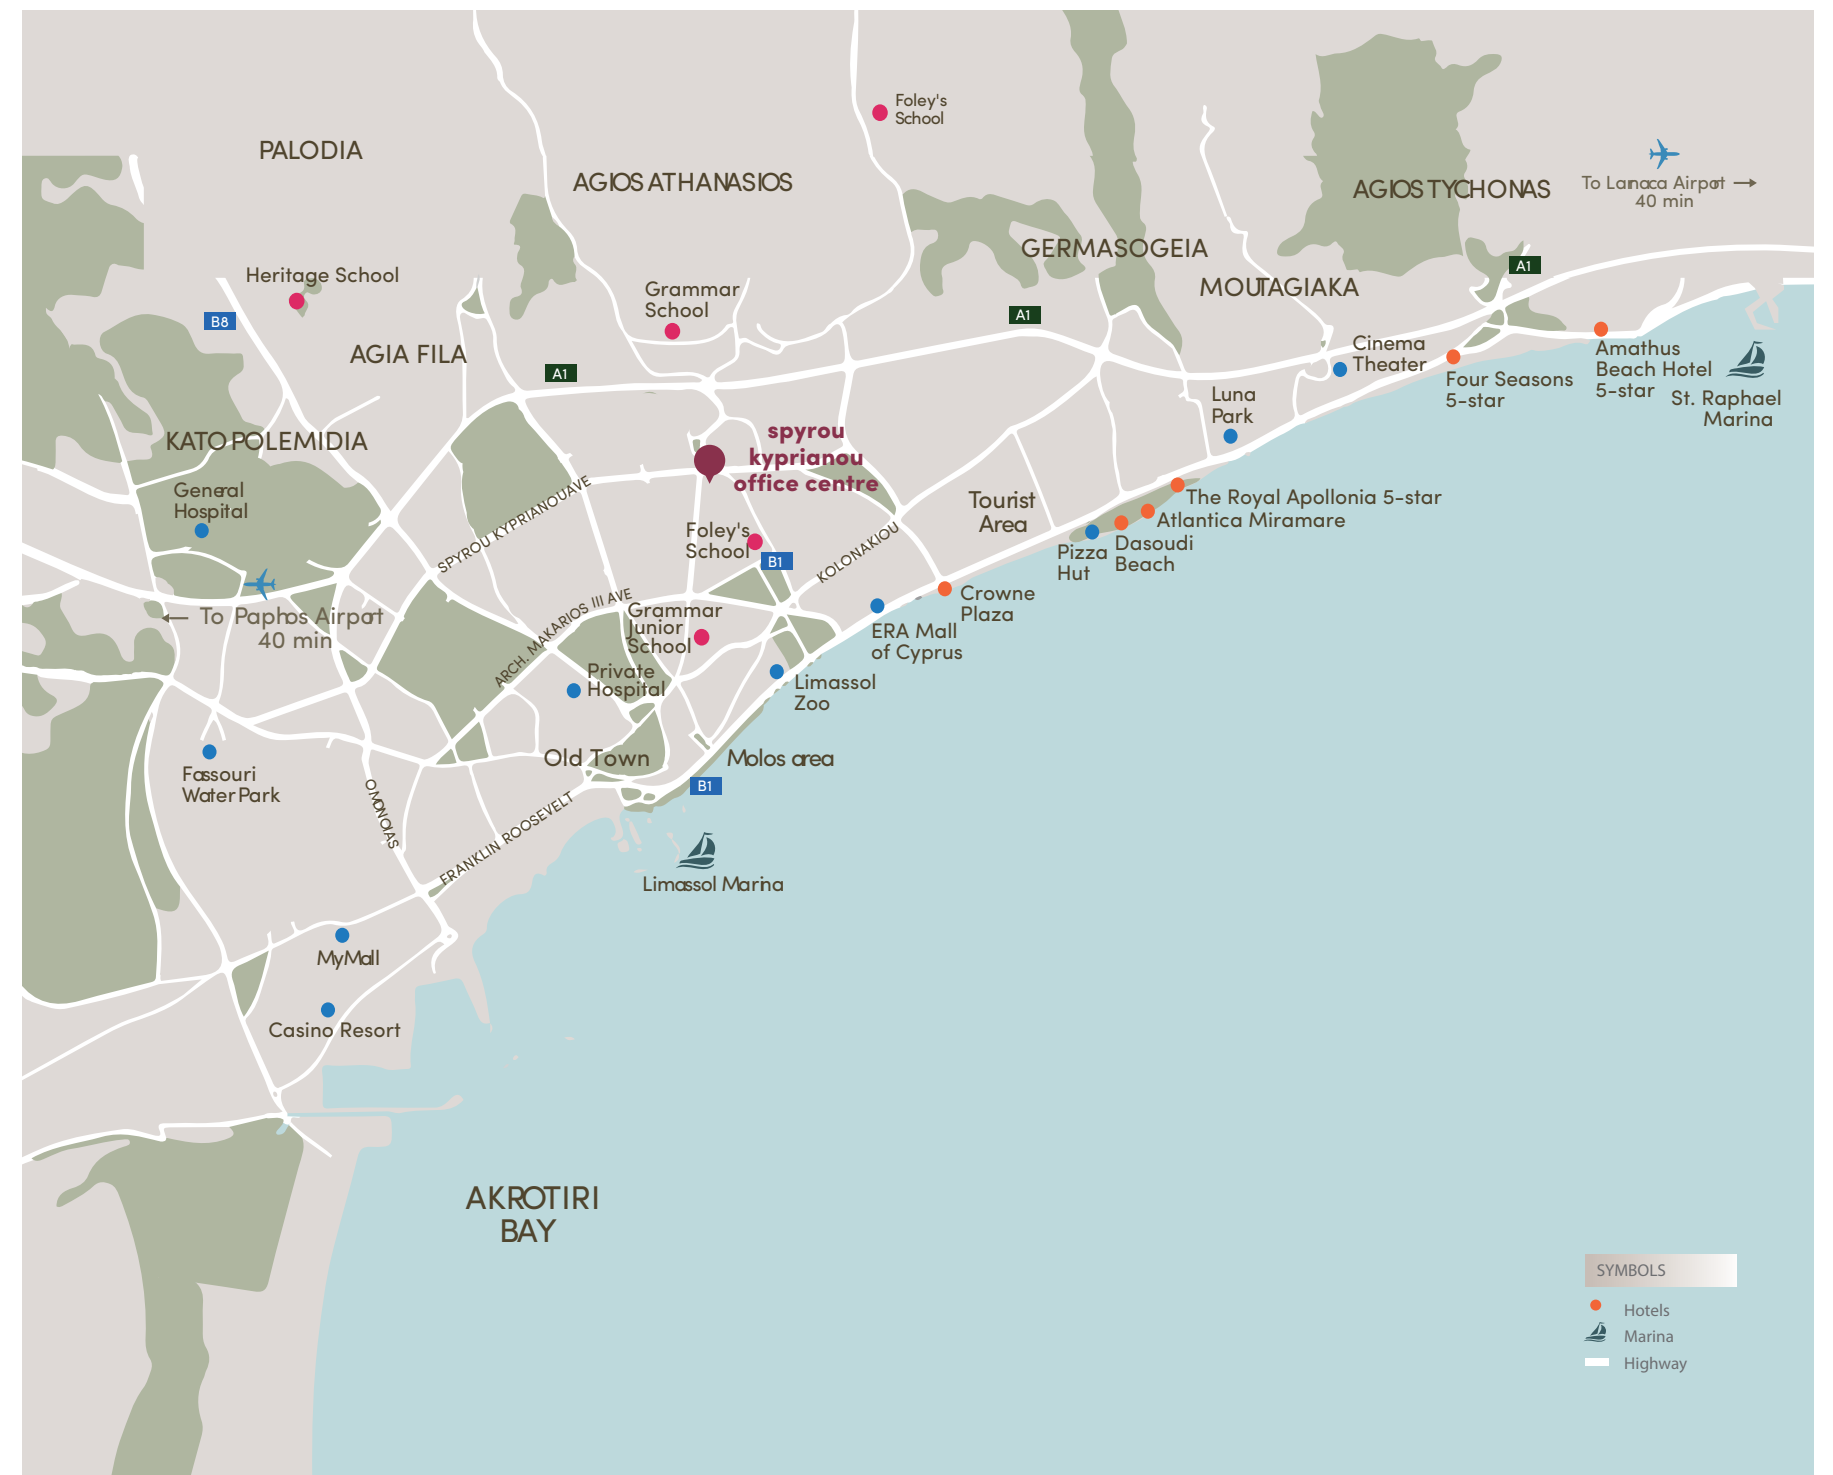 Foley's
School
PALODIA
AGIOS ATHANASIOS
AGIOS TYCHONAS
To Larnaca Airport
40 min
GERMASOGEIA
A1
MOUTAGIAKA
Heritage School
Grammar
School
B8
A1
AGIA FILA
A1
Cinema
Theater
Amathus
Beach Hotel
5-star
Four Seasons
5-star
St. Raphael
Marina
Luna
Park
KATO POLEMIDIA
spyrou
kyprianou
office centre
General
Hospital
SPYROU KYPRIANOU AVE
Tourist
Area
The Royal Apollonia 5-star
Atlantica Miramare
Dasoudi
Beach
Pizza
Hut
Foley's
School
B1
KOLONAKIOU
To Paphos Airport
40 min
ARCH. MAKARIOS III AVE
Grammar
Junior
School
Crowne
Plaza
ERA Mall
of Cyprus
Private
Hospital
Limassol
Zoo
Old Town
Molos area
B1
Fassouri
Water Park
OMONOIAS
FRANKLIN ROOSEVELT
Limassol Marina
My Mall
Casino Resort
AKROTIRI
BAY
SYMBOLS
Hotels
Marina
Highway